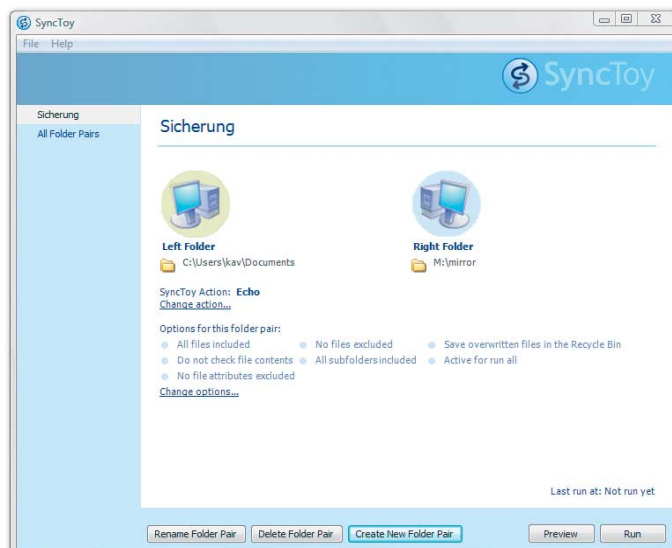 SyncToy
File Help
SyncToy
Sicherung
All Folder Pairs
Sicherung
Left Folder
C:\Users\kav\Documents
Right Folder
M:\mirror
SyncToy Action: Echo
Change action...
Options for this folder pair:
All files included No files excluded Save overwritten files in the Recycle Bin
Do not check file contents All subfolders included Active for run all
No file attributes excluded
Change options...
Last run at: Not run yet
Rename Folder Pair Delete Folder Pair Create New Folder Pair Preview Run